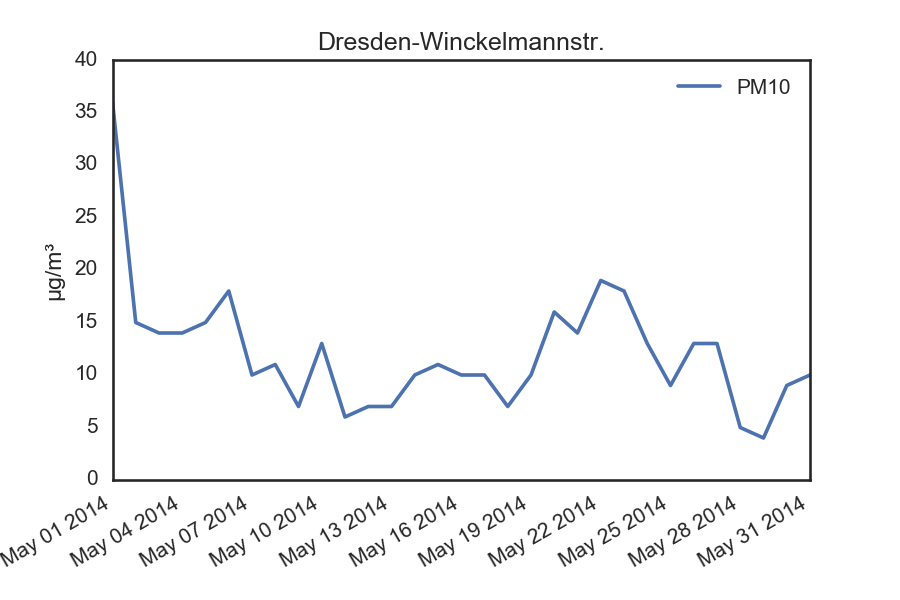 Dresden-Winckelmannstr.
40
35
30
25
20
15
10
5
0
µg/m³
PM10
May 01 2014
May 04 2014
May 07 2014
May 10 2014
May 13 2014
May 16 2014
May 19 2014
May 22 2014
May 25 2014
May 28 2014
May 31 2014